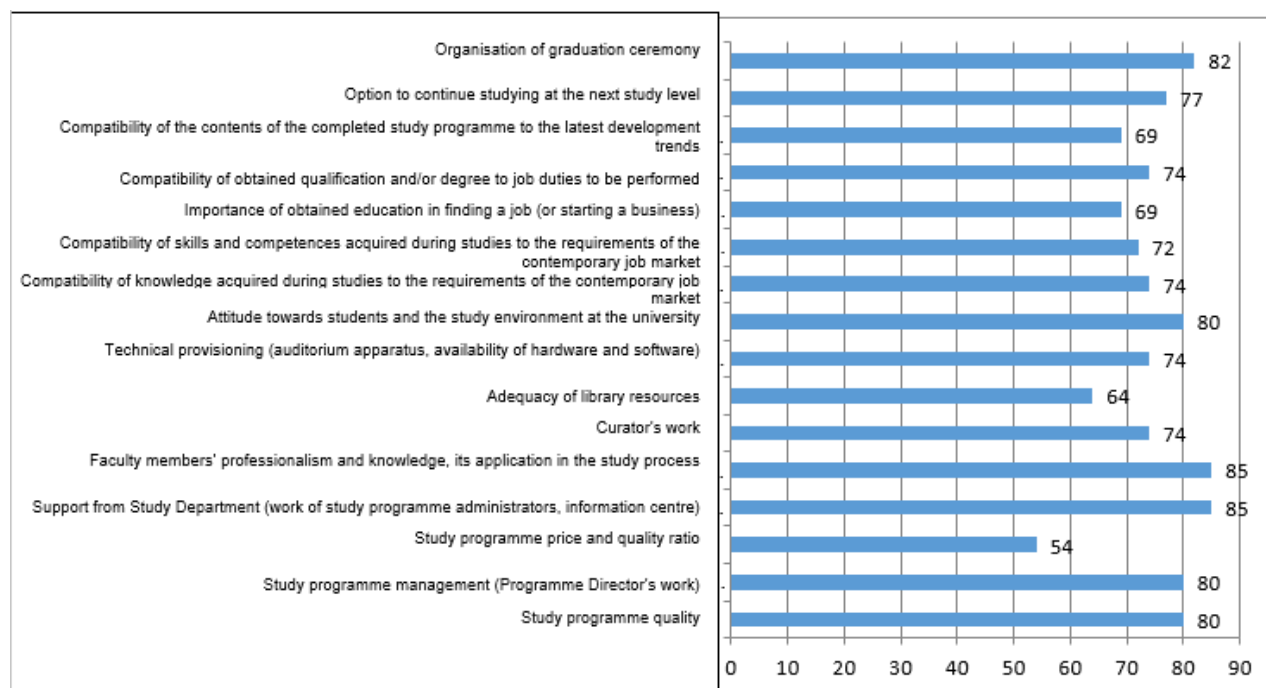 Organisation of graduation ceremony
82
Option to continue studying at the next study level
77
Compatibility of the contents of the completed study programme to the latest development
trends
69
Compatibility of obtained qualification and/or degree to job duties to be performed
74
Importance of obtained education in finding a job (or starting a business)
69
Compatibility of skills and competences acquired during studies to the requirements of the
contemporary job market
72
Compatibility of knowledge acquired during studies to the requirements of the contemporary job
market
74
Attitude towards students and the study environment at the university
80
Technical provisioning (auditorium apparatus, availability of hardware and software)
74
Adequacy of library resources
64
Curator's work
74
Faculty members' professionalism and knowledge, its application in the study process
85
Support from Study Department (work of study programme administrators, information centre)
85
Study programme price and quality ratio
54
Study programme management (Programme Director's work)
80
Study programme quality
80
0 10 20 30 40 50 60 70 80 90